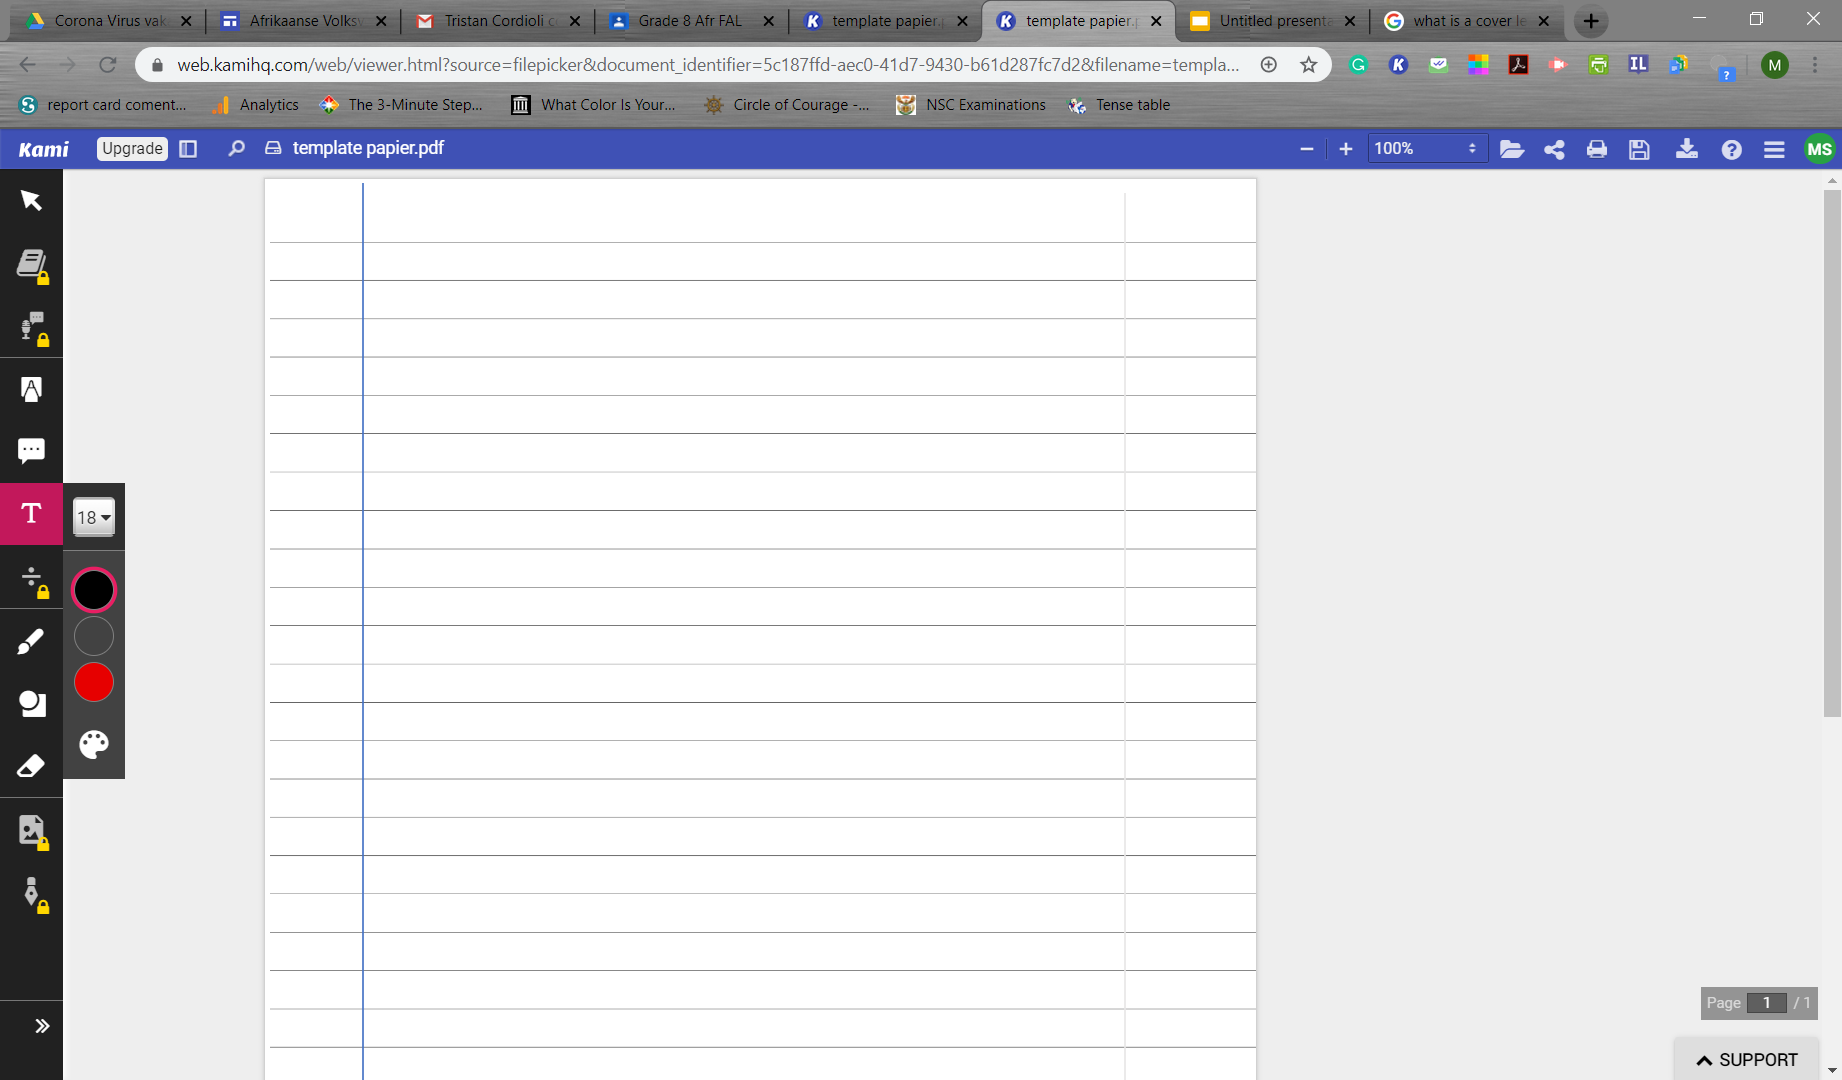 Corona Virus vak
Afrikaanse Volksv
Tristan Cordioli c
Grade 8 Afr FAL
template papier.
template papier.p
Untitled presenta
what is a cover le
web.kamihq.com/web/viewer.html?source=filepicker&document_identifier=5c187ffd-aec0-41d7-9430-b61d287fc7d2&filename=templa...
G
K
IL
?
M
report card coment...
Analytics
The 3-Minute Step...
What Color Is Your...
Circle of Courage -...
NSC Examinations
Tense table
Kami
Upgrade
template papier.pdf
100%
MS
T
18
Page 1 / 1
SUPPORT